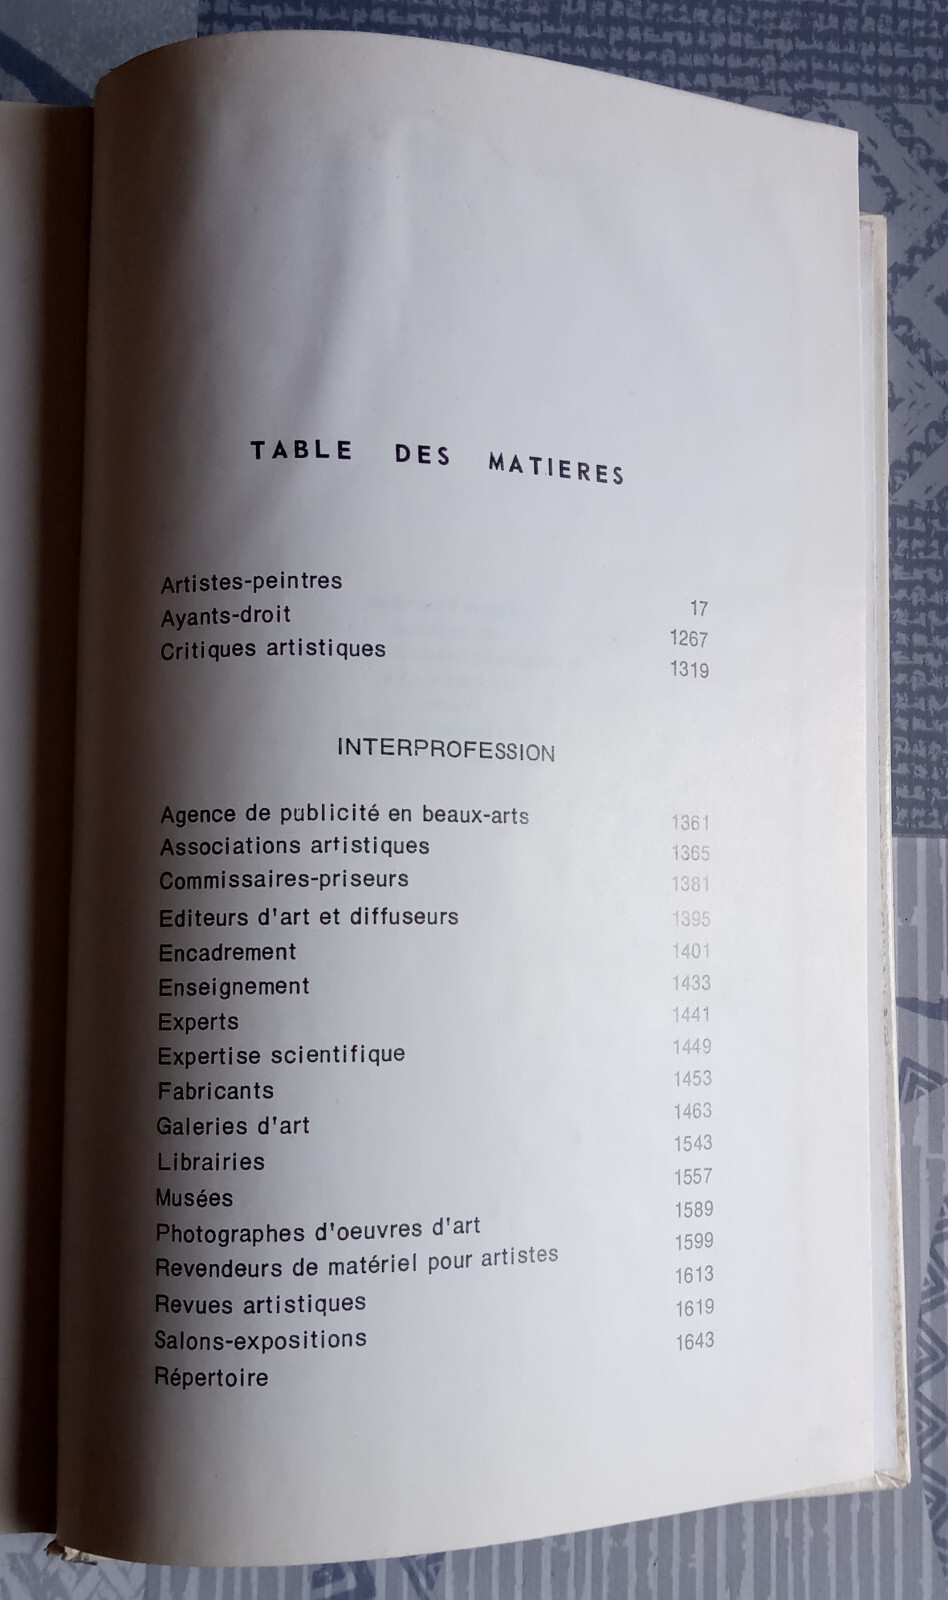 TABLE DES MATIERES
Artistes-peintres 17
Ayants-droit 1267
Critiques artistiques 1319
INTERPROFESSION
Agence de publicité en beaux-arts 1361
Associations artistiques 1365
Commissaires-priseurs 1381
Editeurs d'art et diffuseurs 1395
Encadrement 1401
Enseignement 1433
Experts 1441
Expertise scientifique 1449
Fabricants 1453
Galeries d'art 1463
Librairies 1543
Musées 1557
Photographes d'oeuvres d'art 1589
Revendeurs de matériel pour artistes 1599
Revues artistiques 1613
Salons-expositions 1619
Répertoire 1643